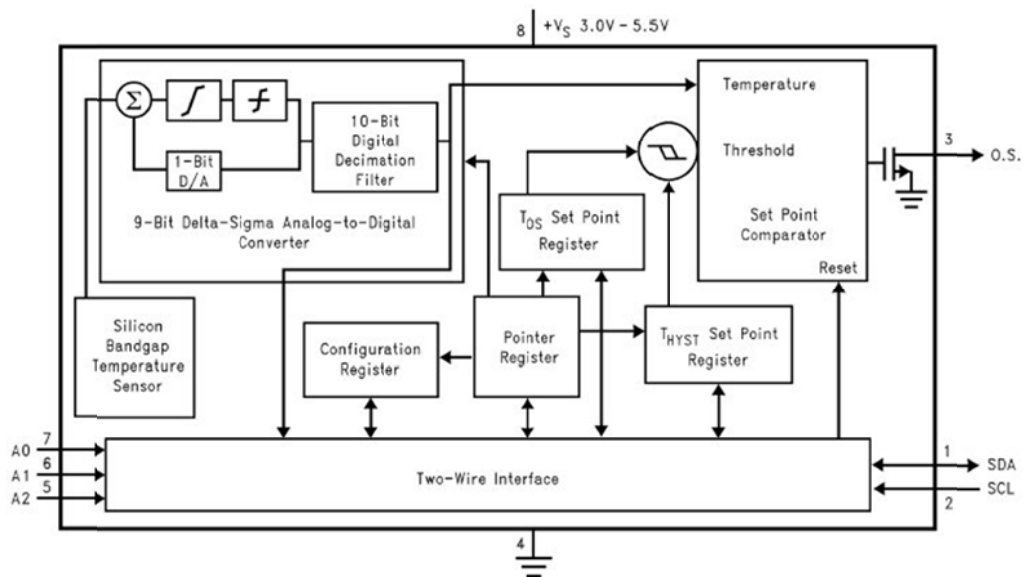 8 +VS 3.0V – 5.5V
Σ
1-Bit
D/A
10-Bit
Digital
Decimation
Filter
9-Bit Delta-Sigma Analog-to-Digital
Converter
Temperature
Threshold
Set Point
Comparator
Reset
3
O.S.
TOS Set Point
Register
Silicon
Bandgap
Temperature
Sensor
Configuration
Register
Pointer
Register
THYST Set Point
Register
A0 7
A1 6
A2 5
Two-Wire Interface
1
SDA
SCL
2
4